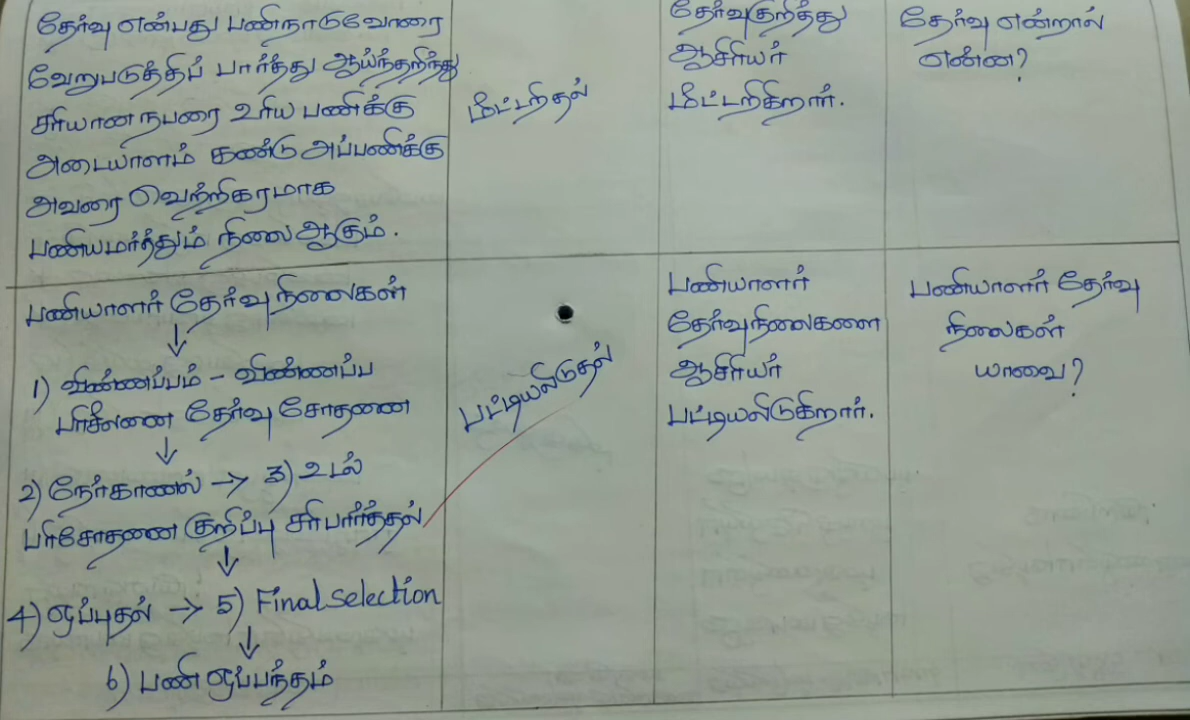 தேர்வு என்பது பணிநாடுவோரை
வேறுபடுத்திப் பார்த்து ஆய்ந்தறிந்து
சரியான நபரை உரிய பணிக்கு
அடையாளம் கண்டு அப்பணிக்கு
அவரை வெற்றிகரமாக
பணியமர்த்தும் நிலை ஆகும்.
மீட்டறிதல்
தேர்வுகுறித்து
ஆசிரியர்
மீட்டறிகிறார்.
தேர்வு என்றால்
என்ன?
பணியாளர் தேர்வு நிலைகள்
↓
1) விண்ணப்பம் - விண்ணப்ப
பரிசீலனை தேர்வு சோதனை
↓
2) நேர்காணல் → 3) உடல்
பரிசோதனை குறிப்பு சரிபார்த்தல்
↓
4) ஒப்புதல் → 5) Final Selection
↓
6) பணி ஒப்பந்தம்
பட்டியலிடுதல்
பணியாளர்
தேர்வுநிலைகளை
ஆசிரியர்
பட்டியலிடுகிறார்.
பணியாளர் தேர்வு
நிலைகள்
யாவை?